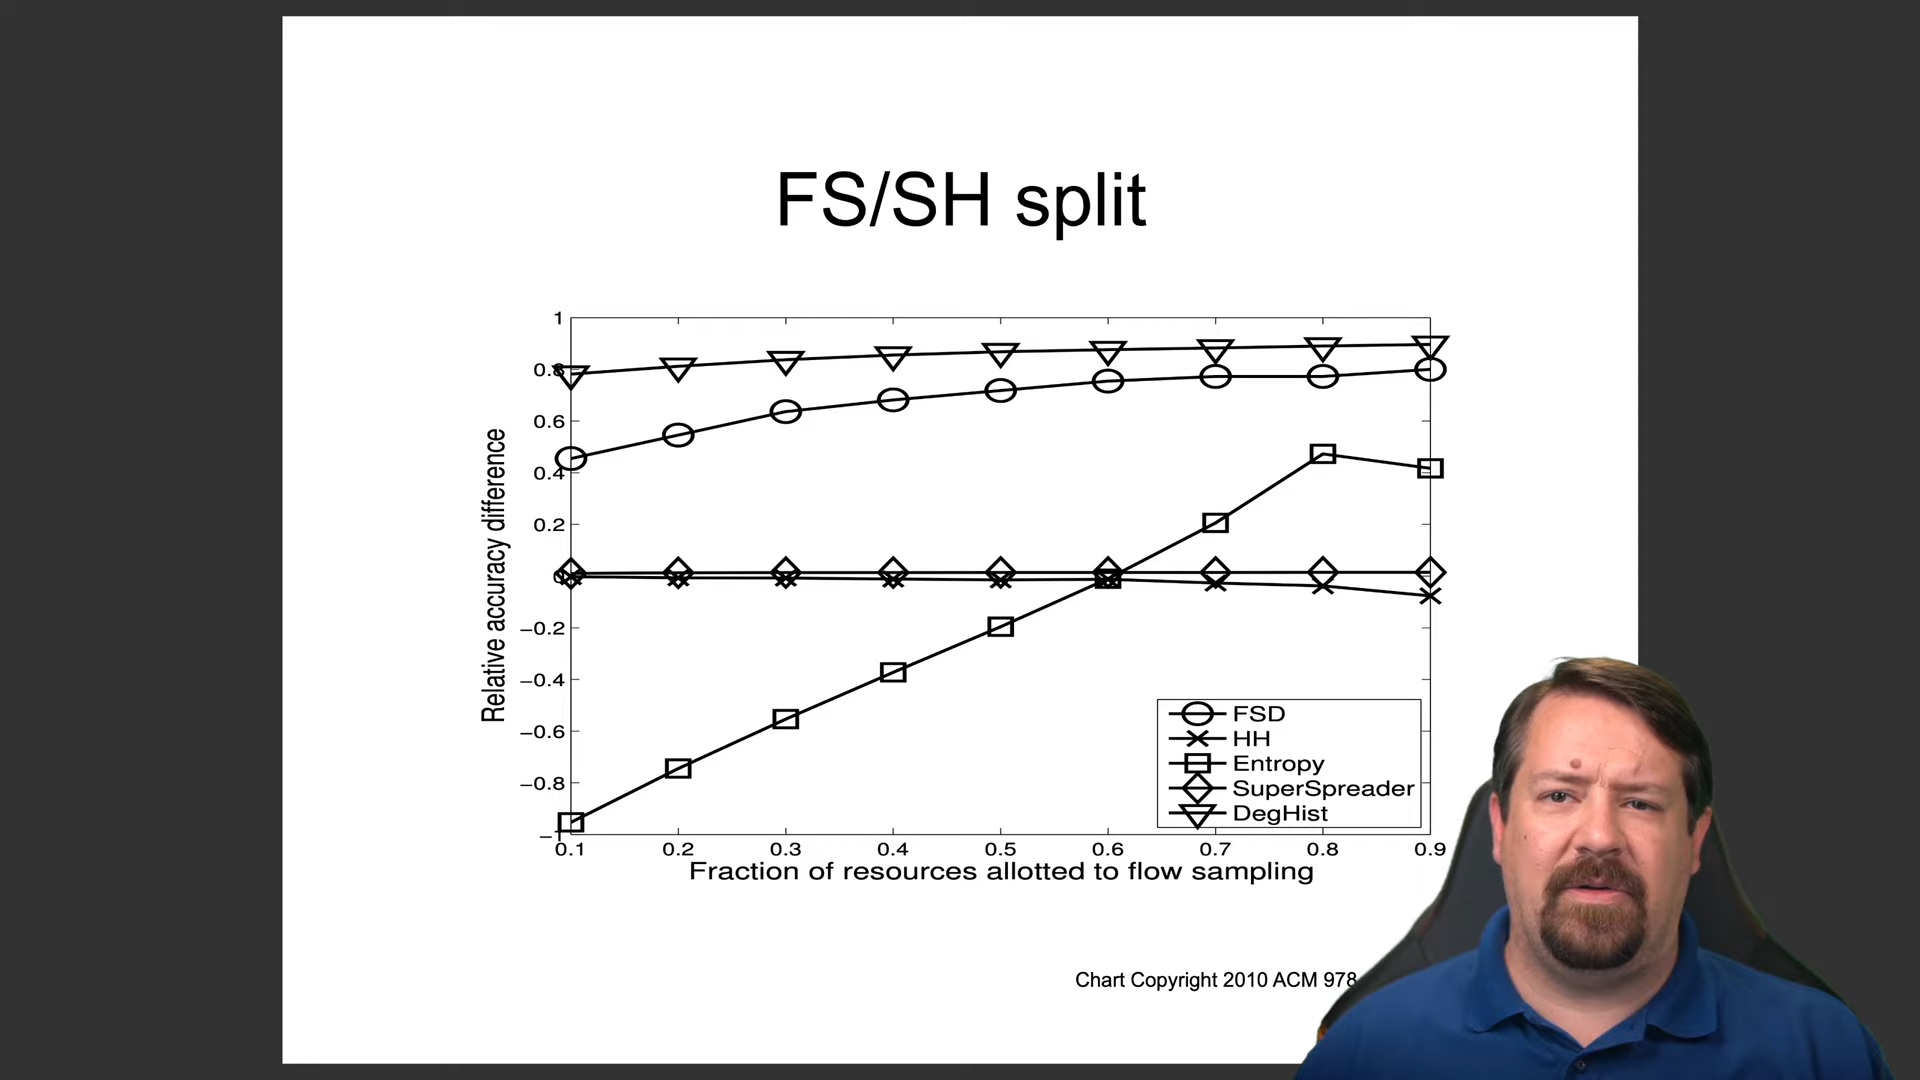 FS/SH split
1
0.8
0.6
0.4
0.2
0
−0.2
−0.4
−0.6
−0.8
−1
Relative accuracy difference
FSD
HH
Entropy
SuperSpreader
DegHist
0.1 0.2 0.3 0.4 0.5 0.6 0.7 0.8 0.9
Fraction of resources allotted to flow sampling
Chart Copyright 2010 ACM 978